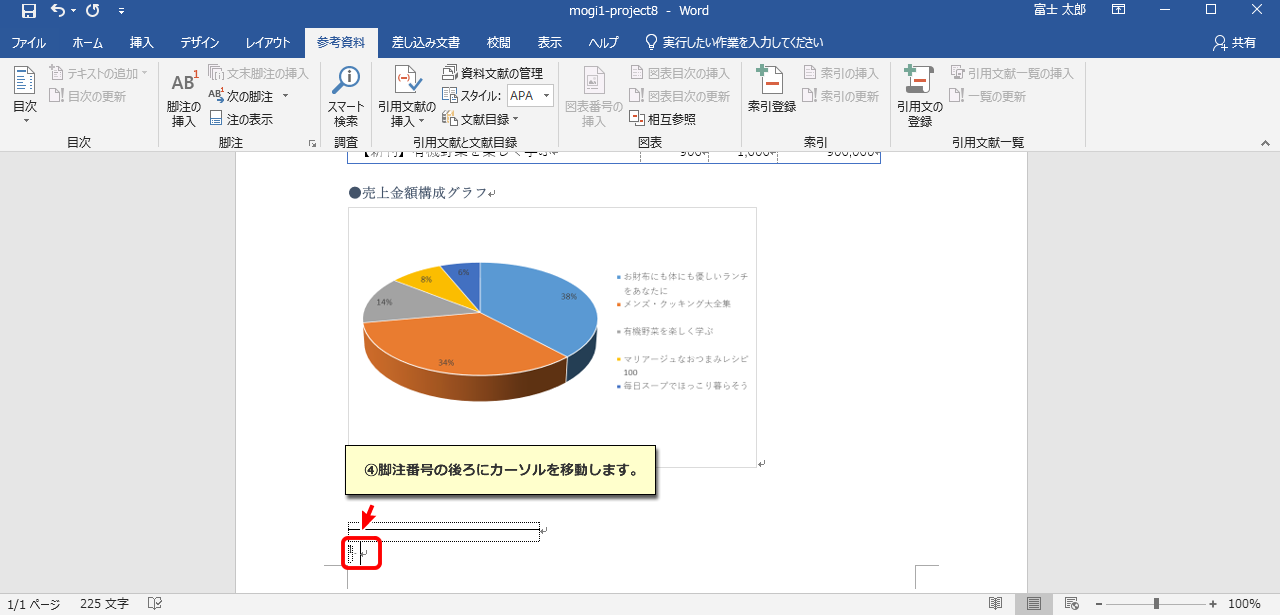 mogi1-project8 - Word
富士 太郎
ファイル ホーム 挿入 デザイン レイアウト 参考資料 差し込み文書 校閲 表示 ヘルプ 実行したい作業を入力してください 共有
目次
テキストの追加
目次の更新
目次
AB1
脚注の
挿入
文末脚注の挿入
AB1 次の脚注
注の表示
脚注
スマート
検索
調査
引用文献の
挿入
資料文献の管理
スタイル: APA
文献目録
引用文献と文献目録
図表番号の
挿入
図表目次の挿入
図表目次の更新
相互参照
図表
索引登録
索引の挿入
索引の更新
索引
引用文の
登録
引用文献一覧の挿入
一覧の更新
引用文献一覧
【新刊】有機野菜を楽しく学ぶ 900 1,000 900,000
●売上金額構成グラフ
38%
34%
14%
8%
6%
お財布にも体にも優しいランチ
をあなたに
メンズ・クッキング大全集
有機野菜を楽しく学ぶ
マリアージュなおつまみレシピ
100
毎日スープでほっこり暮らそう
④脚注番号の後ろにカーソルを移動します。
1/1 ページ 225 文字 100%